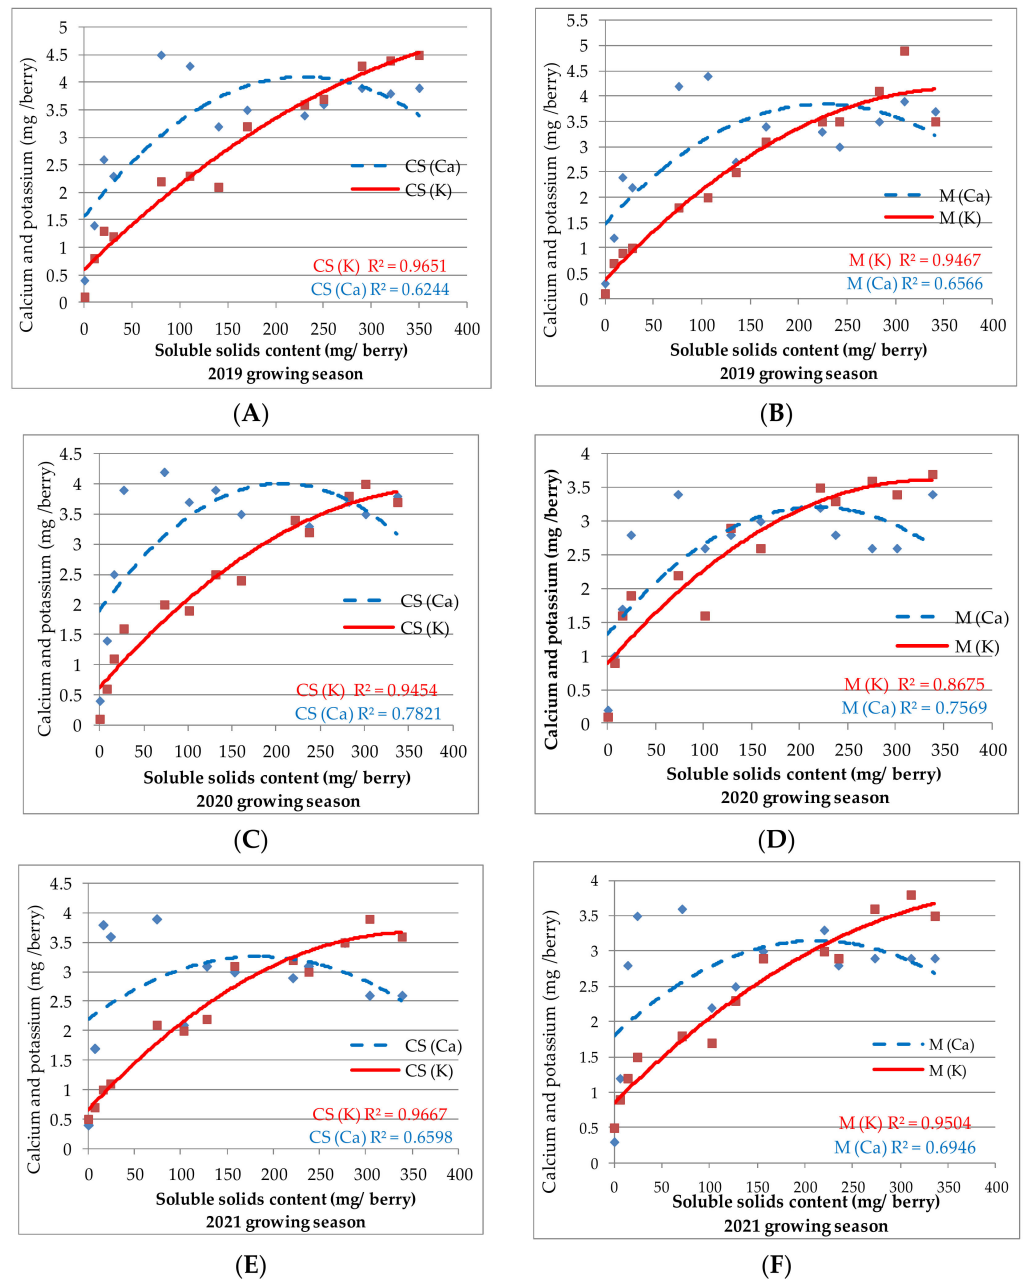 5
4.5
4
3.5
3
2.5
2
1.5
1
0.5
0
Calcium and potassium (mg /berry)
CS (Ca)
CS (K)
CS (K) R² = 0.9651
CS (Ca) R² = 0.6244
0 50 100 150 200 250 300 350 400
Soluble solids content (mg/ berry)
2019 growing season
(A)
5.5
5
4.5
4
3.5
3
2.5
2
1.5
1
0.5
0
Calcium and potassium (mg /berry)
M (Ca)
M (K)
M (K) R² = 0.9467
M (Ca) R² = 0.6566
0 50 100 150 200 250 300 350 400
Soluble solids content (mg/ berry)
2019 growing season
(B)
4.5
4
3.5
3
2.5
2
1.5
1
0.5
0
Calcium and potassium (mg /berry)
CS (Ca)
CS (K)
CS (K) R² = 0.9454
CS (Ca) R² = 0.7821
0 50 100 150 200 250 300 350 400
Soluble solids content (mg/ berry)
2020 growing season
(C)
4
3.5
3
2.5
2
1.5
1
0.5
0
Calcium and potassium (mg /berry)
M (Ca)
M (K)
M (K) R² = 0.8675
M (Ca) R² = 0.7569
0 50 100 150 200 250 300 350 400
Soluble solids content (mg/ berry)
2020 growing season
(D)
4.5
4
3.5
3
2.5
2
1.5
1
0.5
0
Calcium and potassium (mg /berry)
CS (Ca)
CS (K)
CS (K) R² = 0.9667
CS (Ca) R² = 0.6598
0 50 100 150 200 250 300 350 400
Soluble solids content (mg/ berry)
2021 growing season
(E)
4
3.5
3
2.5
2
1.5
1
0.5
0
Calcium and potassium (mg /berry)
M (Ca)
M (K)
M (K) R² = 0.9504
M (Ca) R² = 0.6946
0 50 100 150 200 250 300 350 400
Soluble solids content (mg/ berry)
2021 growing season
(F)